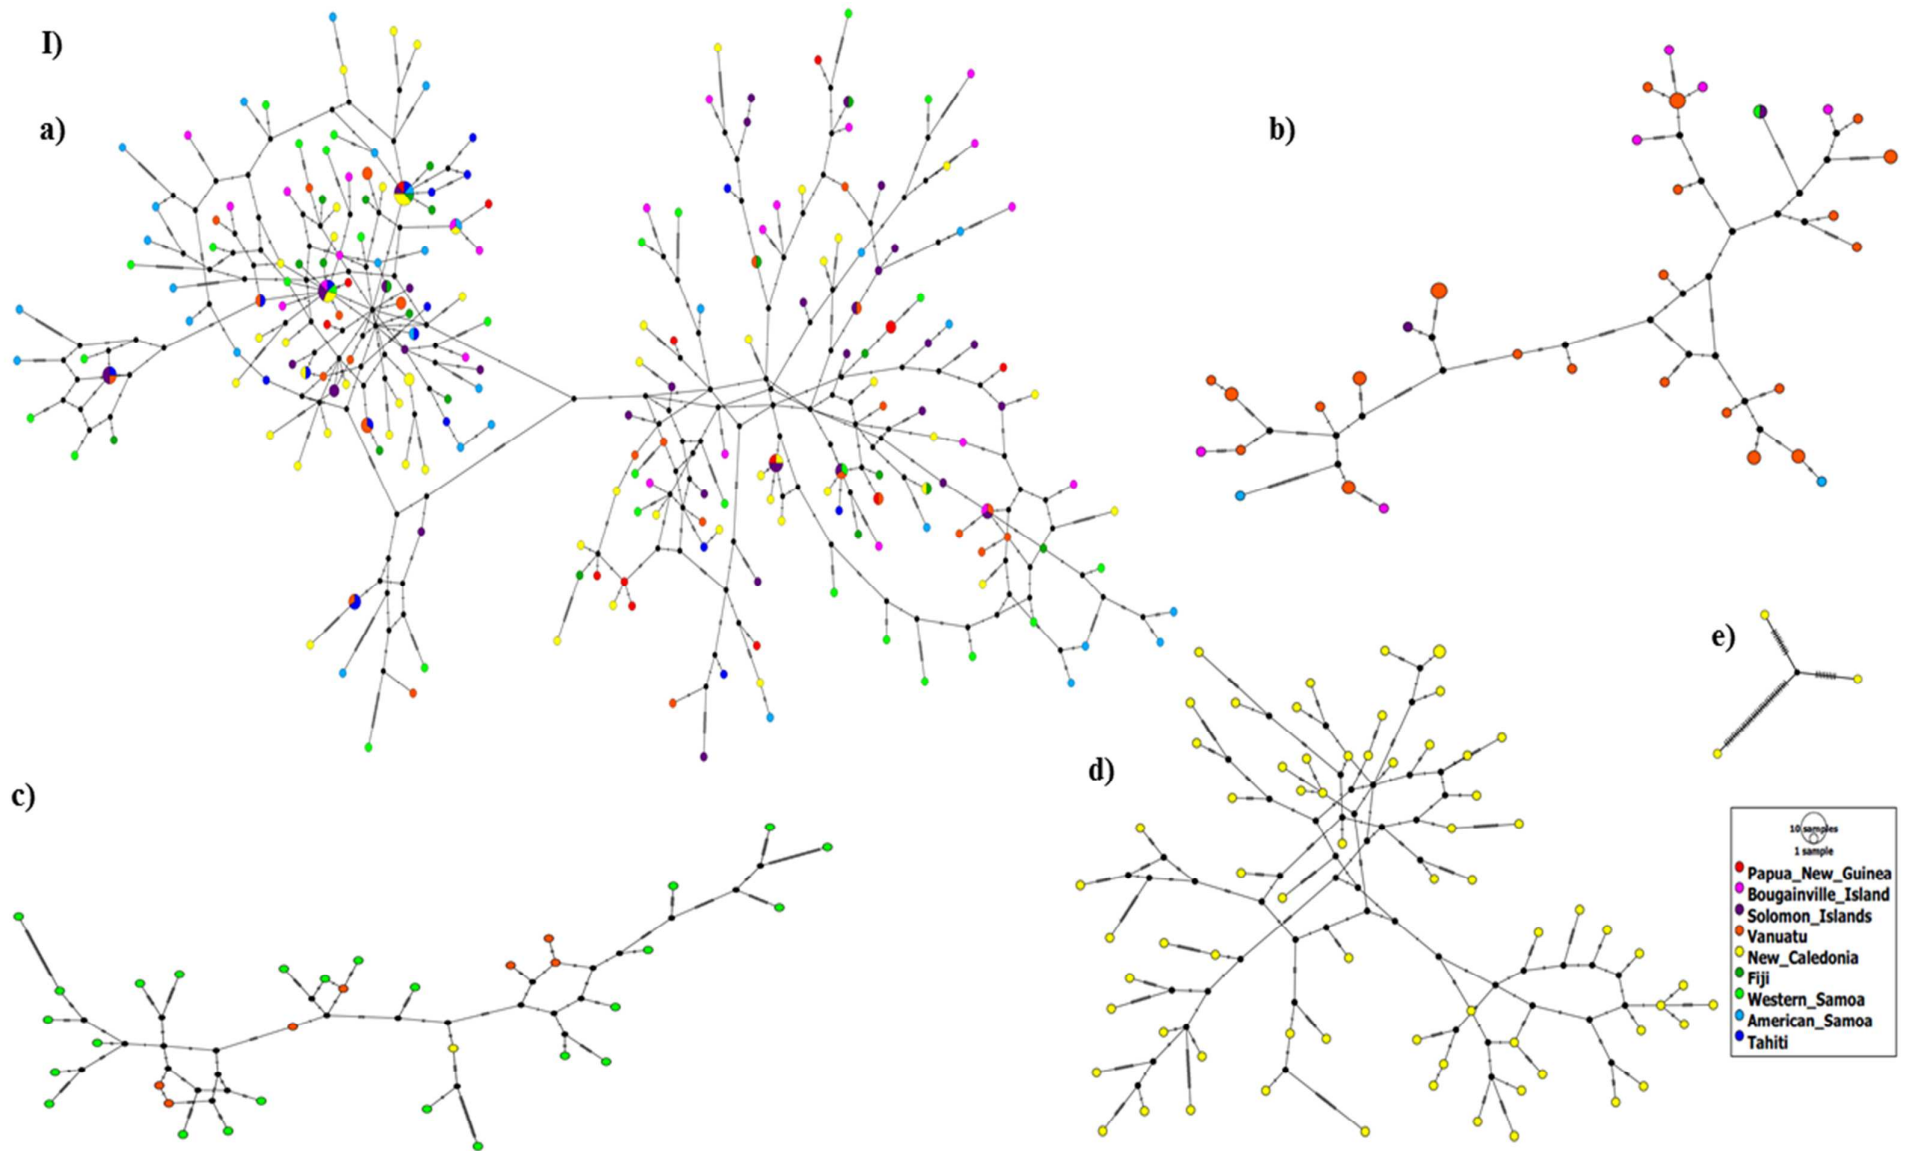 I)
a)
b)
e)
c)
d)
10 samples
1 sample
Papua_New_Guinea
Bougainville_Island
Solomon_Islands
Vanuatu
New_Caledonia
Fiji
Western_Samoa
American_Samoa
Tahiti